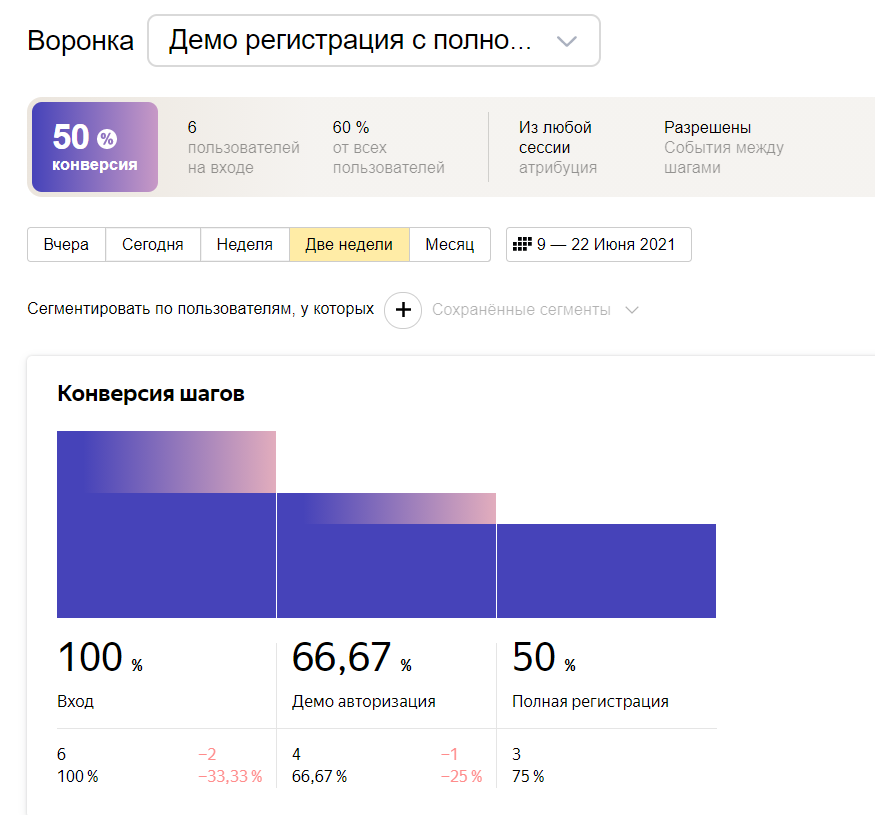 Воронка
Демо регистрация с полно...
50 %
конверсия
6
пользователей
на входе
60 %
от всех
пользователей
Из любой
сессии
атрибуция
Разрешены
События между
шагами
Вчера
Сегодня
Неделя
Две недели
Месяц
9 — 22 Июня 2021
Сегментировать по пользователям, у которых
+
Сохранённые сегменты
Конверсия шагов
100 %
Вход
6 −2
100 % −33,33 %
66,67 %
Демо авторизация
4 −1
66,67 % −25 %
50 %
Полная регистрация
3
75 %